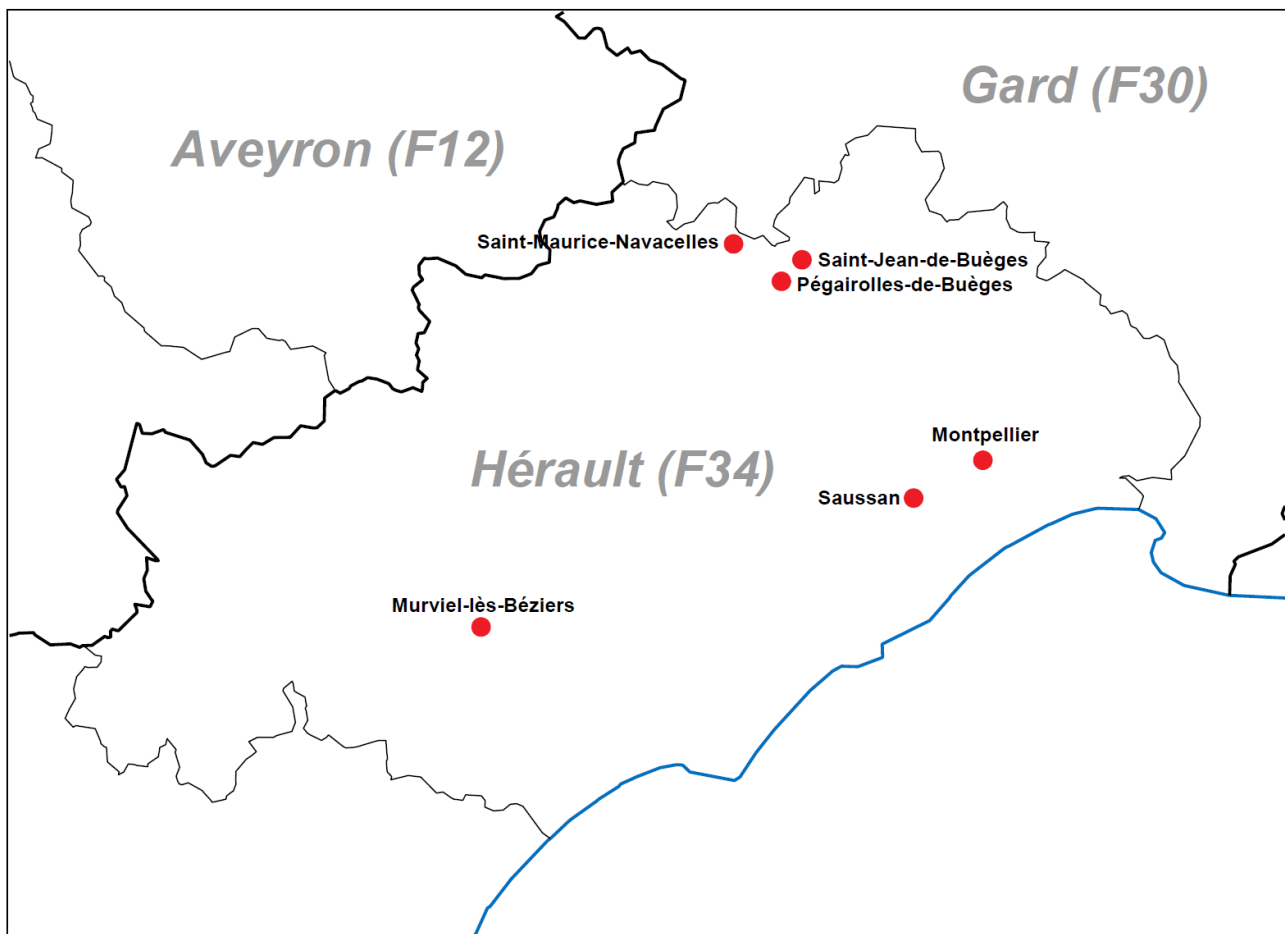 Gard (F30)
Aveyron (F12)
Saint-Maurice-Navacelles
Saint-Jean-de-Buèges
Pégairolles-de-Buèges
Montpellier
Hérault (F34)
Saussan
Murviel-lès-Béziers